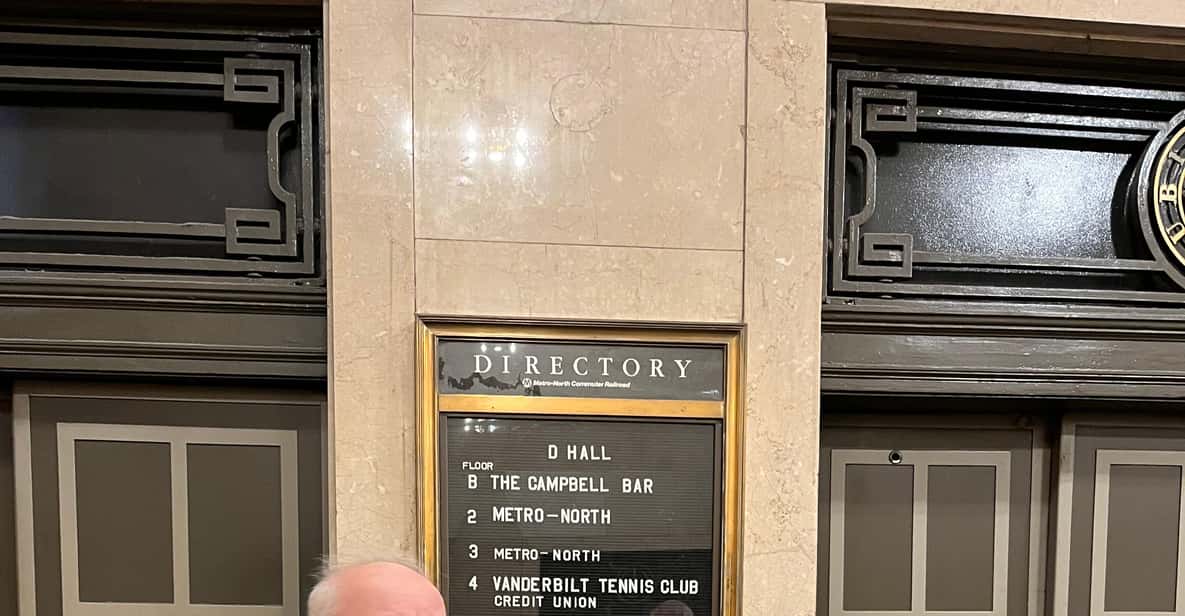 DIRECTORY
Metro-North Commuter Railroad
D HALL
FLOOR
B THE CAMPBELL BAR
2 METRO-NORTH
3 METRO-NORTH
4 VANDERBILT TENNIS CLUB
CREDIT UNION